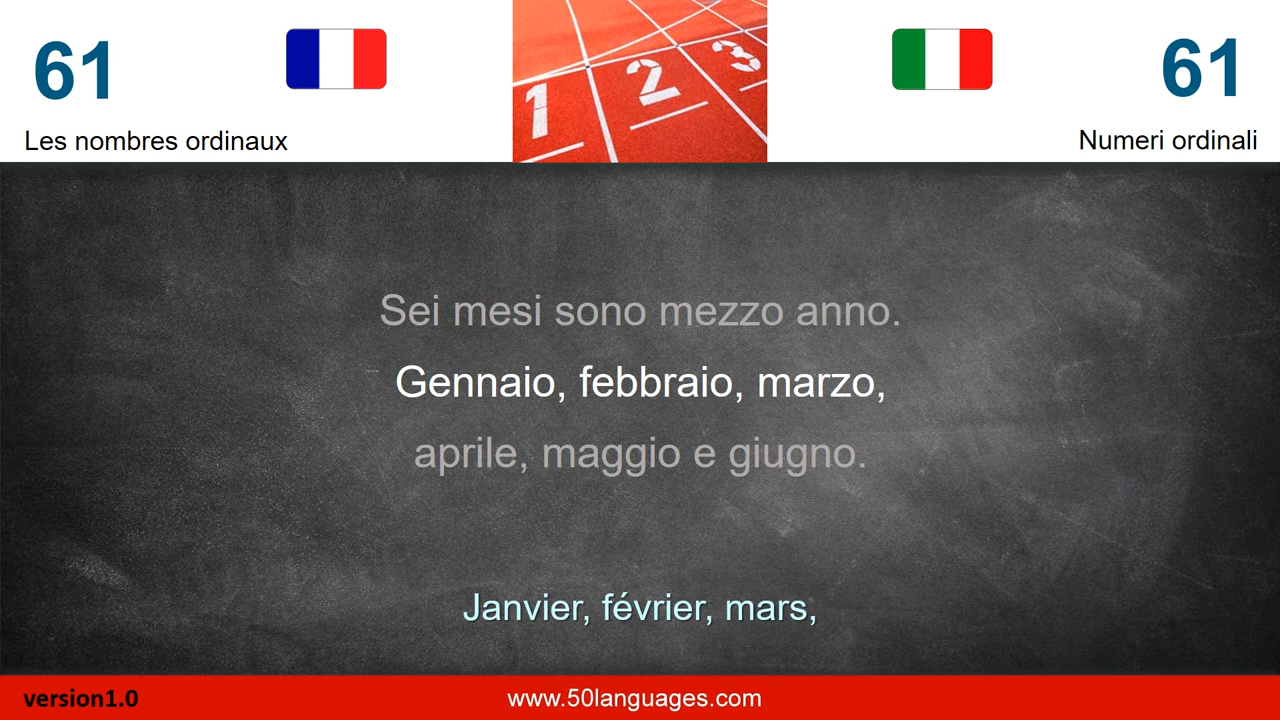 61
61
Les nombres ordinaux
1 2 3
Numeri ordinali
Sei mesi sono mezzo anno.
Gennaio, febbraio, marzo,
aprile, maggio e giugno.
Janvier, février, mars,
version1.0
www.50languages.com